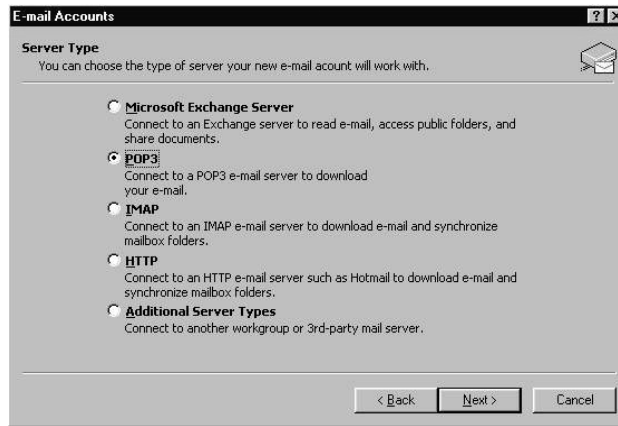 E-mail Accounts
Server Type
You can choose the type of server your new e-mail acount will work with.
Microsoft Exchange Server
Connect to an Exchange server to read e-mail, access public folders, and
share documents.
POP3
Connect to a POP3 e-mail server to download
your e-mail.
IMAP
Connect to an IMAP e-mail server to download e-mail and synchronize
mailbox folders.
HTTP
Connect to an HTTP e-mail server such as Hotmail to download e-mail and
synchronize mailbox folders.
Additional Server Types
Connect to another workgroup or 3rd-party mail server.
< Back Next > Cancel